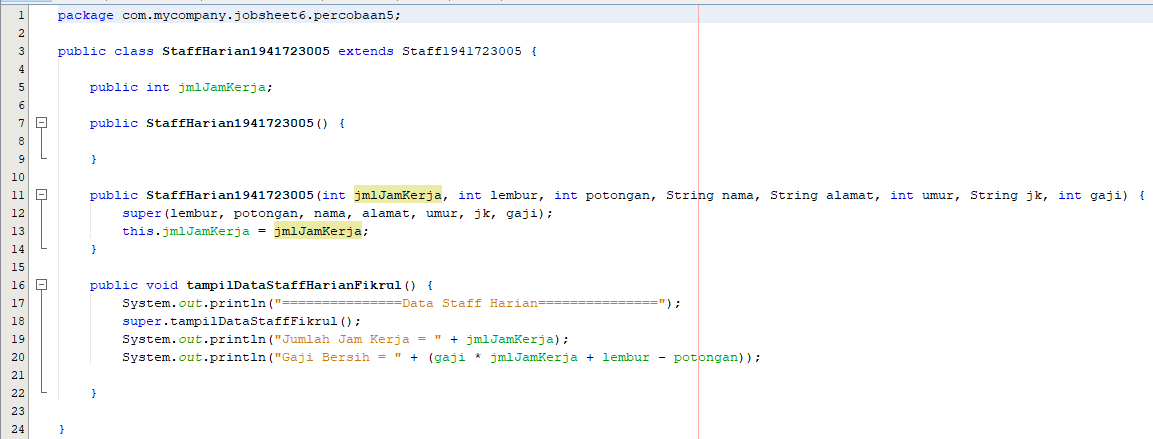 1 package com.mycompany.jobsheet6.percobaan5;
2
3 public class StaffHarian1941723005 extends Staff1941723005 {
4
5     public int jmlJamKerja;
6
7     public StaffHarian1941723005() {
8
9     }
10
11     public StaffHarian1941723005(int jmlJamKerja, int lembur, int potongan, String nama, String alamat, int umur, String jk, int gaji) {
12         super(lembur, potongan, nama, alamat, umur, jk, gaji);
13         this.jmlJamKerja = jmlJamKerja;
14     }
15
16     public void tampilDataStaffHarianFikrul() {
17         System.out.println("===============Data Staff Harian===============");
18         super.tampilDataStaffFikrul();
19         System.out.println("Jumlah Jam Kerja = " + jmlJamKerja);
20         System.out.println("Gaji Bersih = " + (gaji * jmlJamKerja + lembur - potongan));
21
22     }
23
24 }